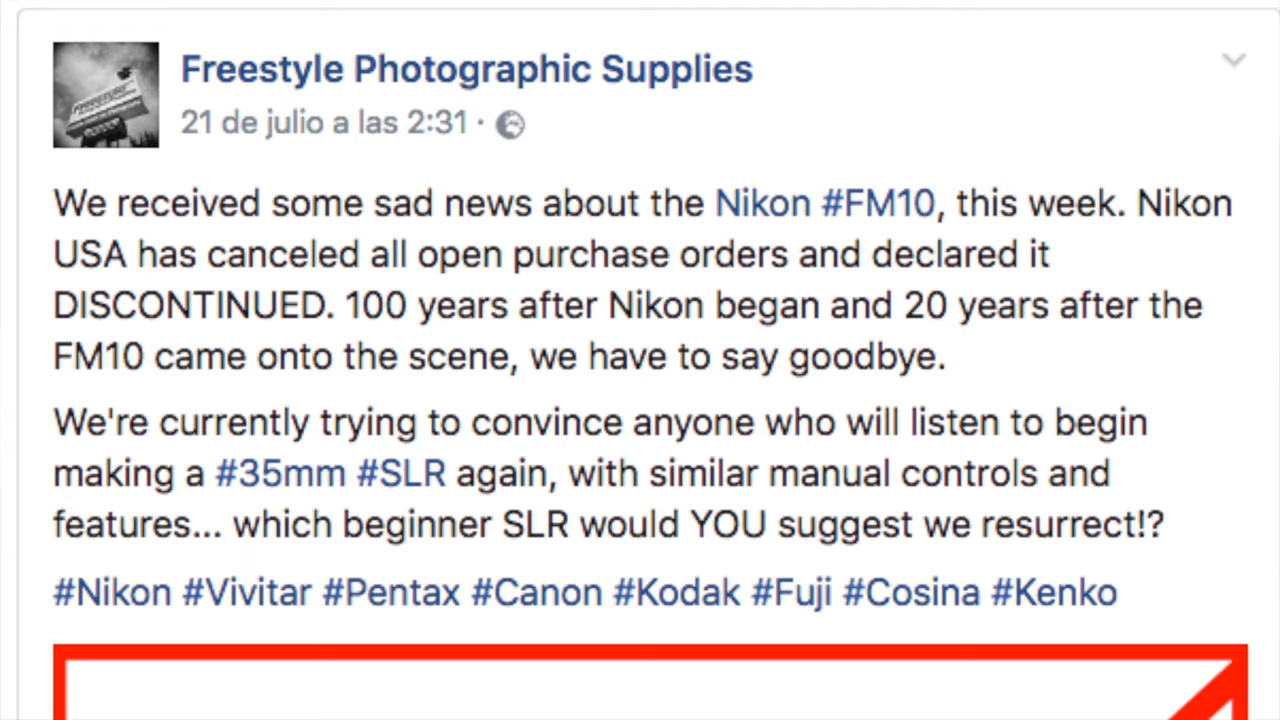 Freestyle Photographic Supplies
21 de julio a las 2:31 ·
We received some sad news about the Nikon #FM10, this week. Nikon
USA has canceled all open purchase orders and declared it
DISCONTINUED. 100 years after Nikon began and 20 years after the
FM10 came onto the scene, we have to say goodbye.
We're currently trying to convince anyone who will listen to begin
making a #35mm #SLR again, with similar manual controls and
features... which beginner SLR would YOU suggest we resurrect!?
#Nikon #Vivitar #Pentax #Canon #Kodak #Fuji #Cosina #Kenko